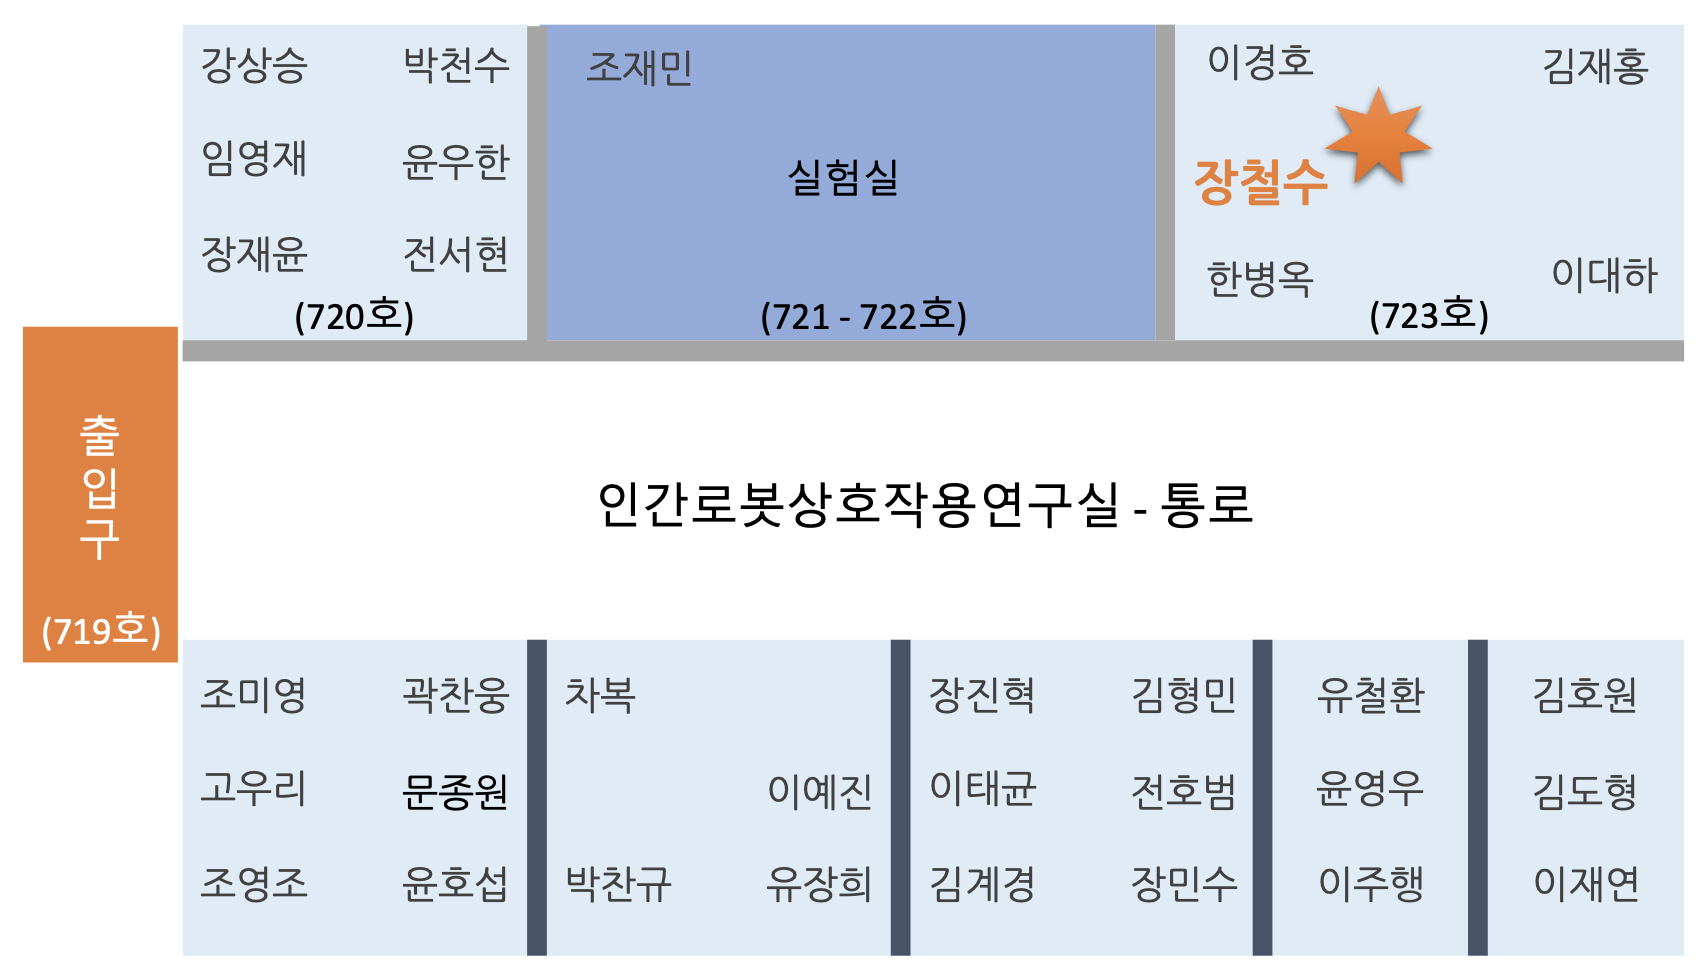 강상승 박천수
임영재 윤우한
장재윤 전서현
(720호)
조재민
실험실
(721 - 722호)
이경호 김재홍
장철수
한병옥 이대하
(723호)
출
입
구
(719호)
인간로봇상호작용연구실 - 통로
조미영 곽찬웅
고우리 문종원
조영조 윤호섭
차복
이예진
박찬규 유장희
장진혁 김형민
이태균 전호범
김계경 장민수
유철환
윤영우
이주행
김호원
김도형
이재연